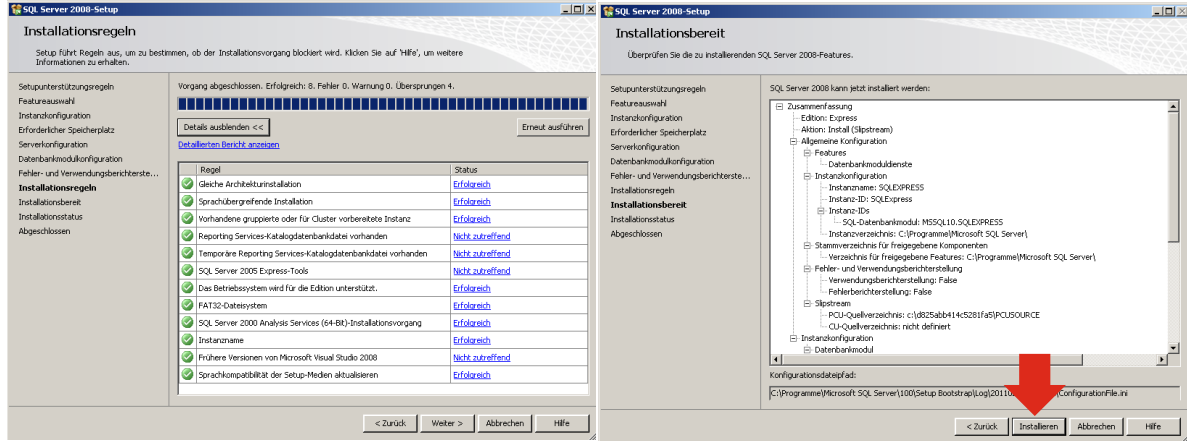 SQL Server 2008-Setup
Installationsregeln
Setup führt Regeln aus, um zu bestimmen, ob der Installationsvorgang blockiert wird. Klicken Sie auf 'Hilfe', um weitere
Informationen zu erhalten.
Setupunterstützungsregeln
Featureauswahl
Instanzkonfiguration
Erforderlicher Speicherplatz
Serverkonfiguration
Datenbankmodulkonfiguration
Fehler- und Verwendungsberichterste...
Installationsregeln
Installationsbereit
Installationsstatus
Abgeschlossen
Vorgang abgeschlossen. Erfolgreich: 8. Fehler 0. Warnung 0. Übersprungen 4.
Details ausblenden <<
Erneut ausführen
Detaillierten Bericht anzeigen
Regel Status
Gleiche Architekturinstallation Erfolgreich
Sprachübergreifende Installation Erfolgreich
Vorhandene gruppierte oder für Cluster vorbereitete Instanz Erfolgreich
Reporting Services-Katalogdatenbankdatei vorhanden Nicht zutreffend
Temporäre Reporting Services-Katalogdatenbankdatei vorhanden Nicht zutreffend
SQL Server 2005 Express-Tools Nicht zutreffend
Das Betriebssystem wird für die Edition unterstützt. Erfolgreich
FAT32-Dateisystem Erfolgreich
SQL Server 2000 Analysis Services (64-Bit)-Installationsvorgang Erfolgreich
Instanzname Erfolgreich
Frühere Versionen von Microsoft Visual Studio 2008 Nicht zutreffend
Sprachkompatibilität der Setup-Medien aktualisieren Erfolgreich
< Zurück Weiter > Abbrechen Hilfe
SQL Server 2008-Setup
Installationsbereit
Überprüfen Sie die zu installierenden SQL Server 2008-Features.
Setupunterstützungsregeln
Featureauswahl
Instanzkonfiguration
Erforderlicher Speicherplatz
Serverkonfiguration
Datenbankmodulkonfiguration
Fehler- und Verwendungsberichterste...
Installationsregeln
Installationsbereit
Installationsstatus
Abgeschlossen
SQL Server 2008 kann jetzt installiert werden:
Zusammenfassung
Edition: Express
Aktion: Install (Slipstream)
Allgemeine Konfiguration
Features
Datenbankmoduldienste
Instanzkonfiguration
Instanzname: SQLEXPRESS
Instanz-ID: SQLExpress
Instanz-IDs
SQL-Datenbankmodul: MSSQL10.SQLEXPRESS
Instanzverzeichnis: C:\Programme\Microsoft SQL Server\
Stammverzeichnis für freigegebene Komponenten
Verzeichnis für freigegebene Features: C:\Programme\Microsoft SQL Server\
Fehler- und Verwendungsberichterstellung
Verwendungsberichterstellung: False
Fehlerberichterstellung: False
Slipstream
PCU-Quellverzeichnis: c:\d825abb414c5281fa5\PCUSOURCE
CU-Quellverzeichnis: nicht definiert
Instanzkonfiguration
Datenbankmodul
Konfigurationsdateipfad:
C:\Programme\Microsoft SQL Server\100\Setup Bootstrap\Log\2011 ConfigurationFile.ini
< Zurück Installieren Abbrechen Hilfe